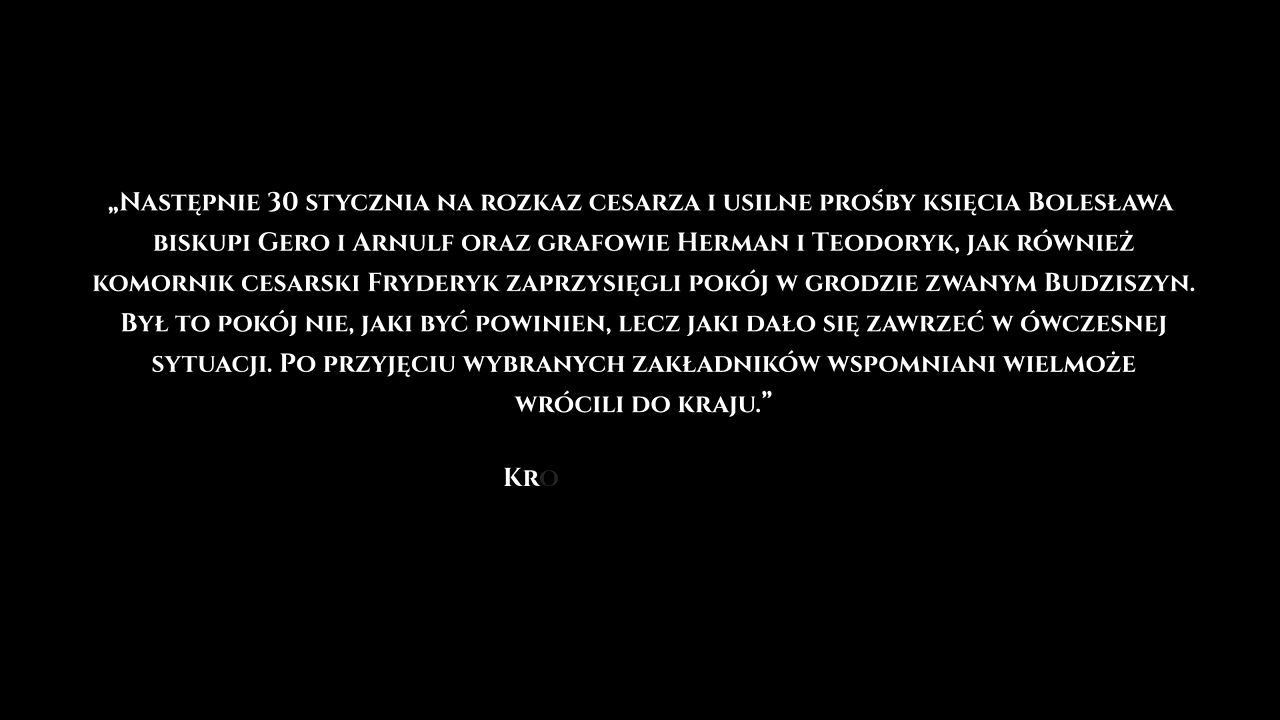 „Następnie 30 stycznia na rozkaz cesarza i usilne prośby księcia Bolesława
biskupi Gero i Arnulf oraz grafowie Herman i Teodoryk, jak również
komornik cesarski Fryderyk zaprzysięgli pokój w grodzie zwanym Budziszyn.
Był to pokój nie, jaki być powinien, lecz jaki dało się zawrzeć w ówczesnej
sytuacji. Po przyjęciu wybranych zakładników wspomniani wielmoże
wrócili do kraju.”
Kro